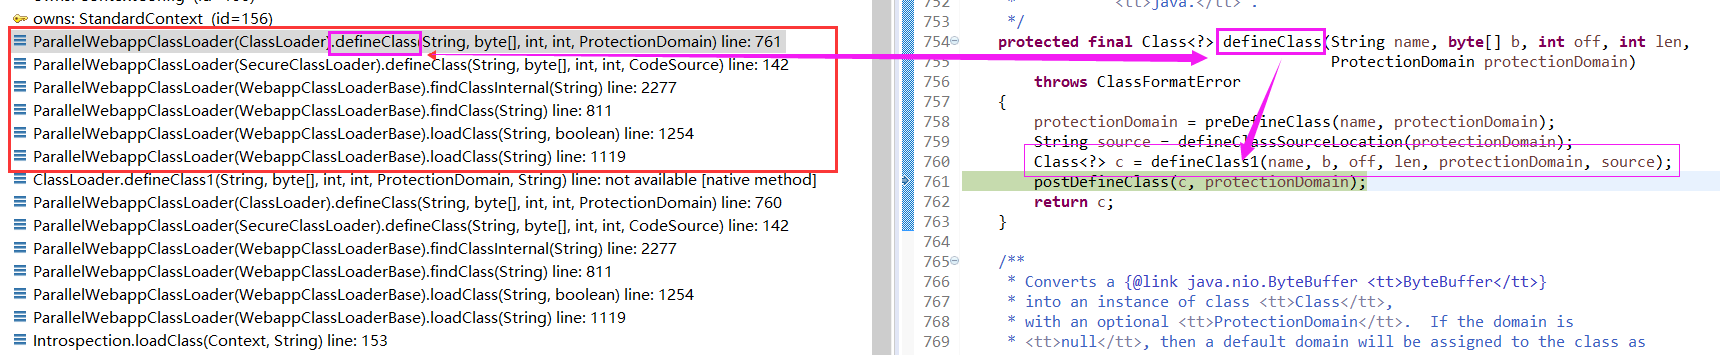 owns: StandardContext (id=156)
ParallelWebappClassLoader(ClassLoader).defineClass(String, byte[], int, int, ProtectionDomain) line: 761
ParallelWebappClassLoader(SecureClassLoader).defineClass(String, byte[], int, int, CodeSource) line: 142
ParallelWebappClassLoader(WebappClassLoaderBase).findClassInternal(String) line: 2277
ParallelWebappClassLoader(WebappClassLoaderBase).findClass(String) line: 811
ParallelWebappClassLoader(WebappClassLoaderBase).loadClass(String, boolean) line: 1254
ParallelWebappClassLoader(WebappClassLoaderBase).loadClass(String) line: 1119
ClassLoader.defineClass1(String, byte[], int, int, ProtectionDomain, String) line: not available [native method]
ParallelWebappClassLoader(ClassLoader).defineClass(String, byte[], int, int, ProtectionDomain) line: 760
ParallelWebappClassLoader(SecureClassLoader).defineClass(String, byte[], int, int, CodeSource) line: 142
ParallelWebappClassLoader(WebappClassLoaderBase).findClassInternal(String) line: 2277
ParallelWebappClassLoader(WebappClassLoaderBase).findClass(String) line: 811
ParallelWebappClassLoader(WebappClassLoaderBase).loadClass(String, boolean) line: 1254
ParallelWebappClassLoader(WebappClassLoaderBase).loadClass(String) line: 1119
Introspection.loadClass(Context, String) line: 153
752 * <tt>java.</tt>".
753 */
754 protected final Class<?> defineClass(String name, byte[] b, int off, int len,
755 ProtectionDomain protectionDomain)
756 throws ClassFormatError
757 {
758 protectionDomain = preDefineClass(name, protectionDomain);
759 String source = defineClassSourceLocation(protectionDomain);
760 Class<?> c = defineClass1(name, b, off, len, protectionDomain, source);
761 postDefineClass(c, protectionDomain);
762 return c;
763 }
764
765 /**
766 * Converts a {@link java.nio.ByteBuffer <tt>ByteBuffer</tt>}
767 * into an instance of class <tt>Class</tt>,
768 * with an optional <tt>ProtectionDomain</tt>. If the domain is
769 * <tt>null</tt>, then a default domain will be assigned to the class as